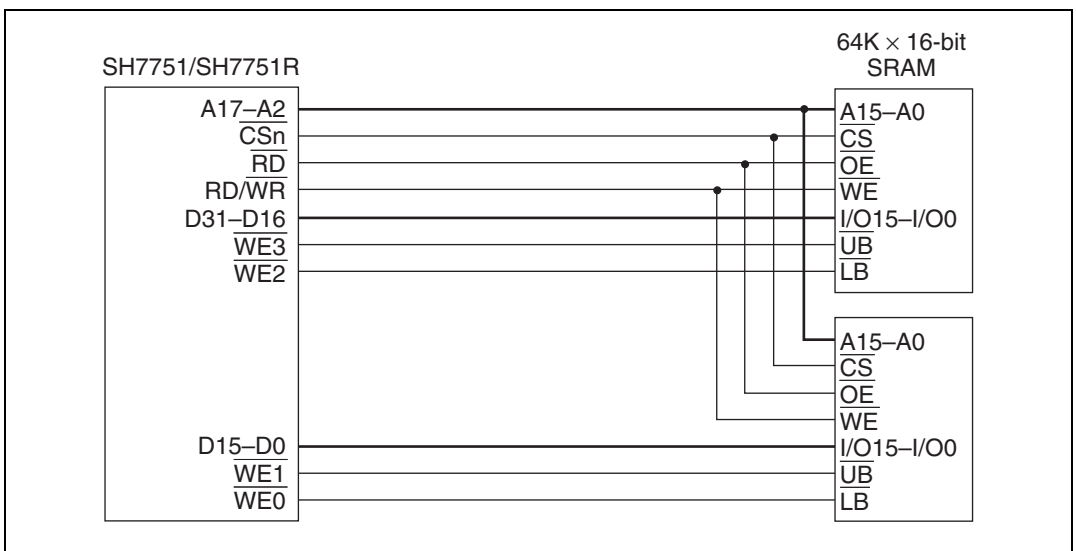 SH7751/SH7751R
A17–A2
CSn
RD
RD/WR
D31–D16
WE3
WE2
D15–D0
WE1
WE0
64K × 16-bit
SRAM
A15–A0
CS
OE
WE
I/O15–I/O0
UB
LB
A15–A0
CS
OE
WE
I/O15–I/O0
UB
LB